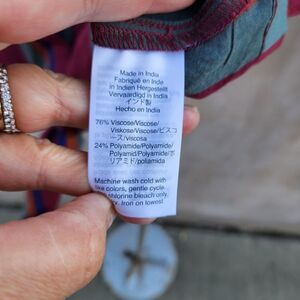 Made in India
Fabriqué en Inde
in Indien Hergestellt
Vervaardigd in India
インド製
Hecho en India
76% Viscose/Viscose/
Viskose/Viscose/ビスコ
ース/viscosa
24% Polyamide/Polyamide/
Polyamid/Polyamide/ポ
リアミド/poliamida
Machine wash cold with
like colors, gentle cycle.
chlorine bleach only.
Iron on lowest